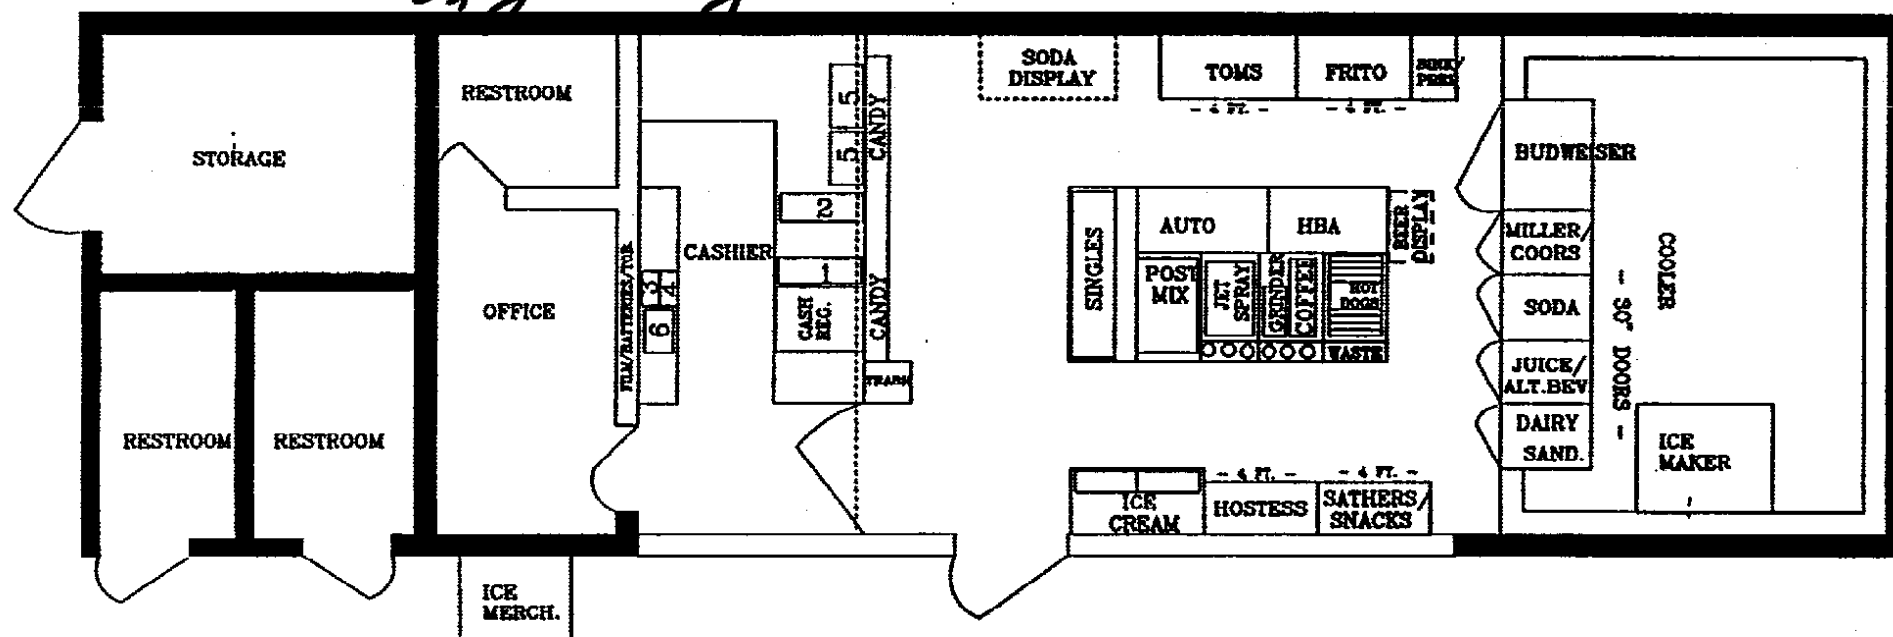 SODA
DISPLAY
TOMS
FRITO
- 4 FT. -
- 4 FT. -
RESTROOM
STORAGE
5
5
CANDY
BUDWEISER
2
CASHIER
1
CASH
REG.
CANDY
3
4
6
FILM/BATTERIES/TOB.
OFFICE
SINGLES
AUTO
HBA
BEER
DISPLAY
POST
MIX
JET
SPRAY
GRINDER
COFFEE
HOT
DOGS
WASTE
MILLER/
COORS
SODA
JUICE/
ALT.BEV
DAIRY
SAND.
COOLER
- 30" DOORS -
ICE
MAKER
TRASH
RESTROOM
RESTROOM
- 4 FT. -
- 4 FT. -
ICE
CREAM
HOSTESS
SATHERS/
SNACKS
ICE
MERCH.